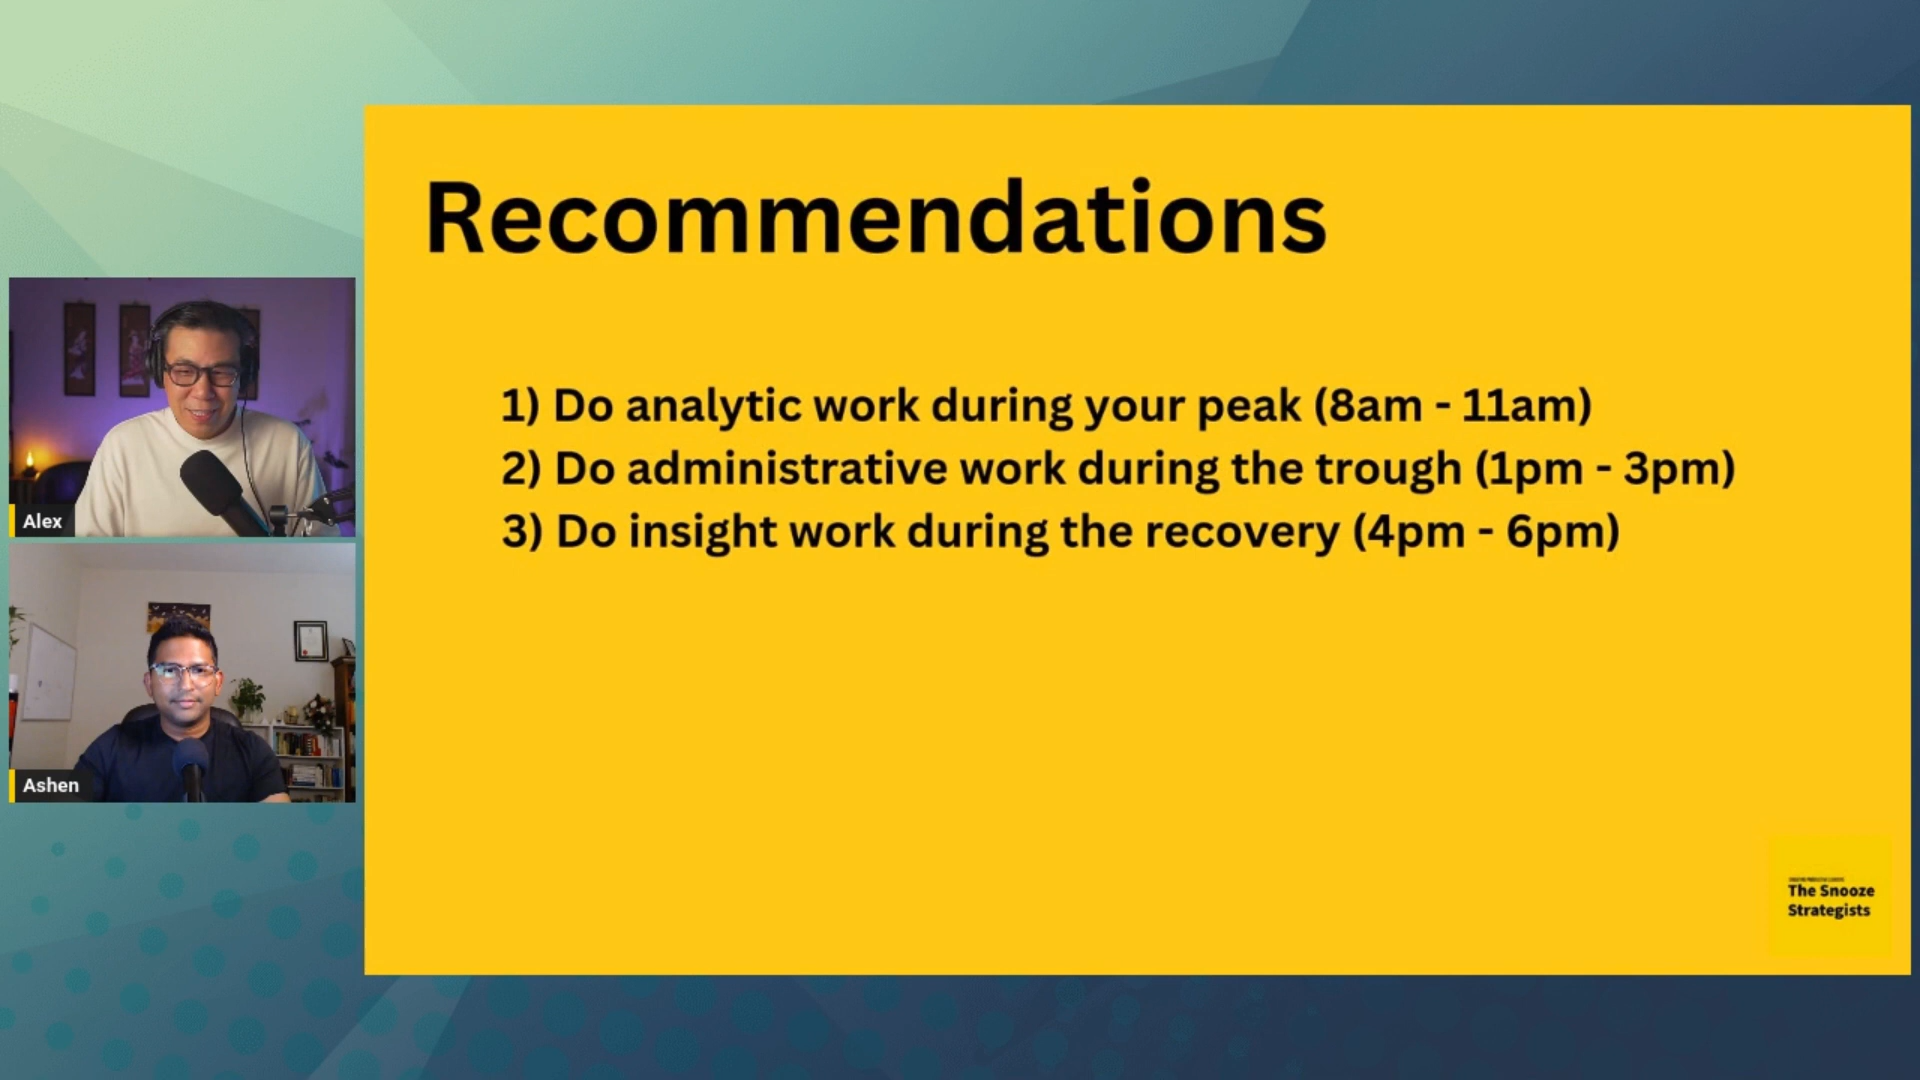 Recommendations
1) Do analytic work during your peak (8am - 11am)
2) Do administrative work during the trough (1pm - 3pm)
3) Do insight work during the recovery (4pm - 6pm)
Alex
Ashen
The Snooze
Strategists